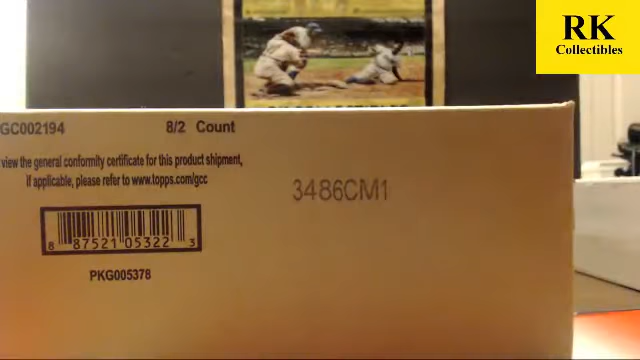 RK
Collectibles
GC002194 8/2 Count
view the general conformity certificate for this product shipment,
if applicable, please refer to www.topps.com/gcc
3486CM1
8 87521 05322 3
PKG005378